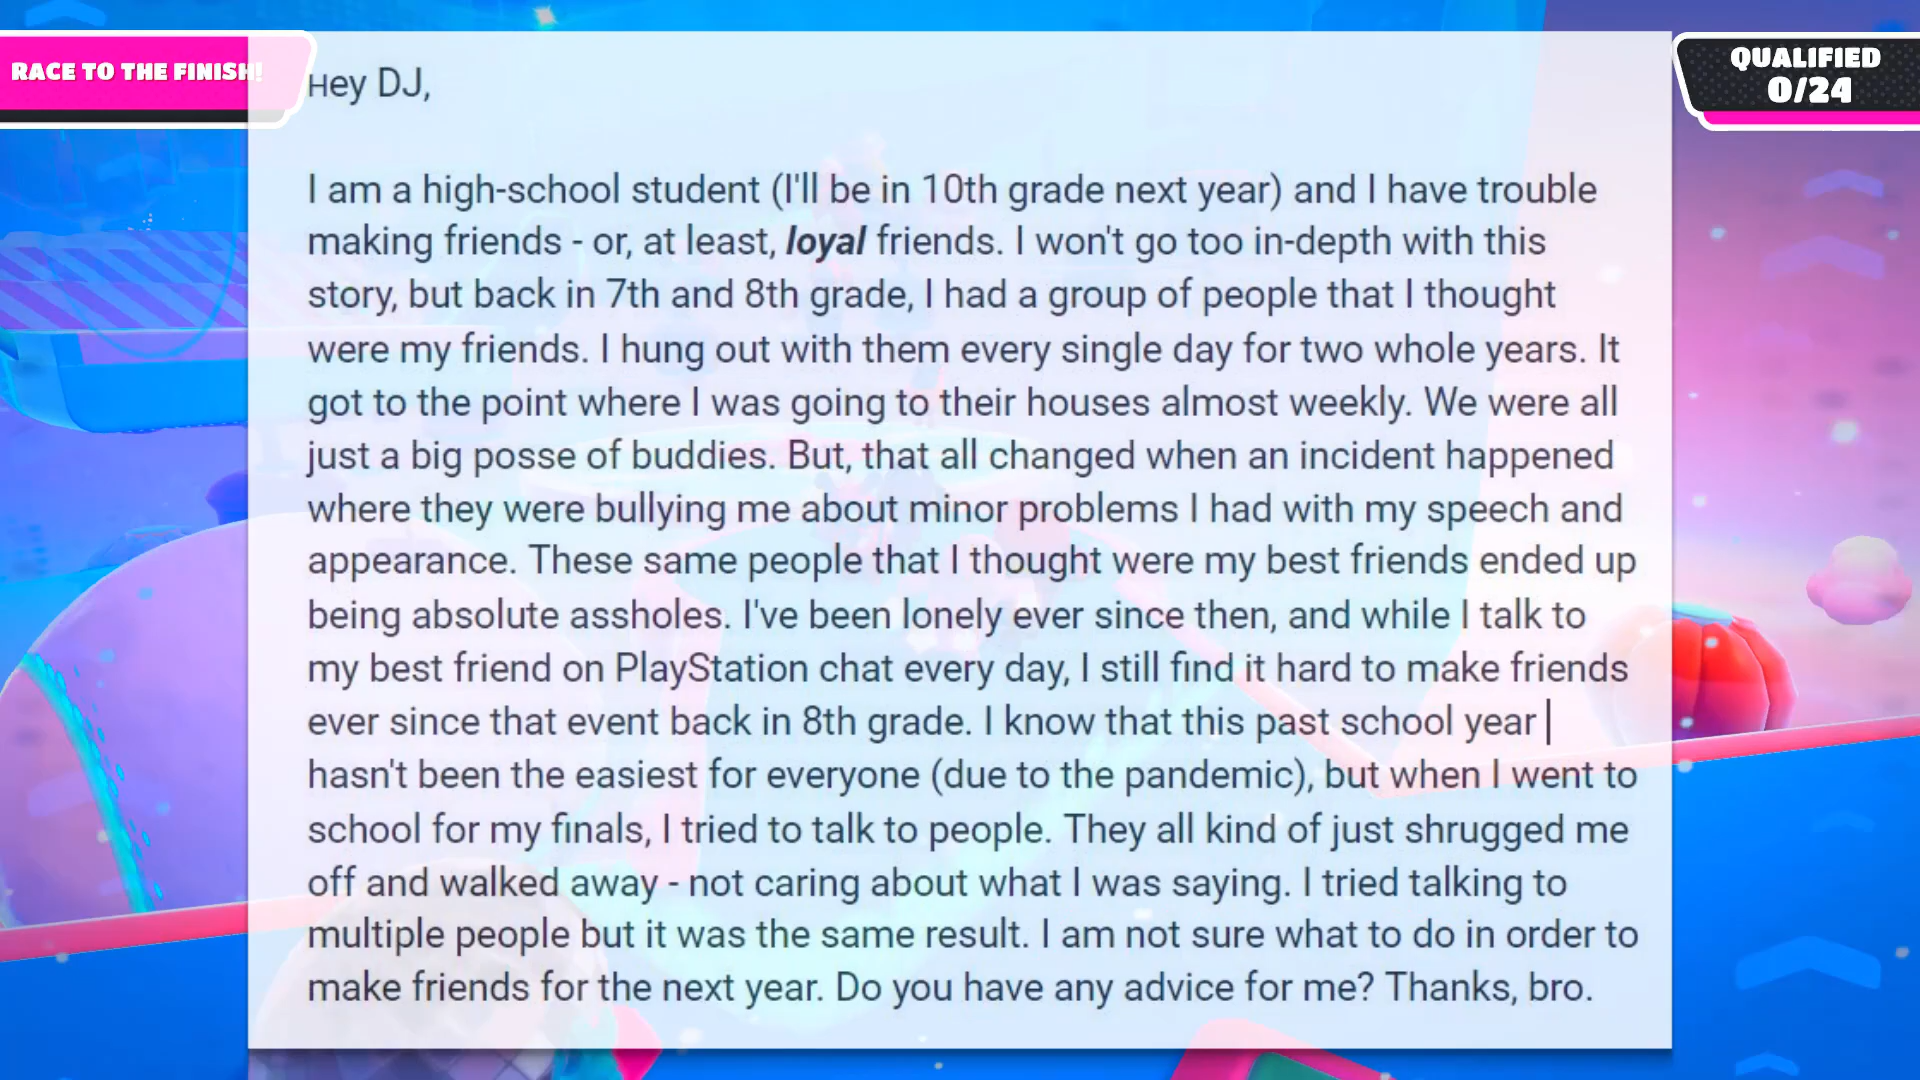 RACE TO THE FINISH!
QUALIFIED
0/24
Hey DJ,
I am a high-school student (I'll be in 10th grade next year) and I have trouble
making friends - or, at least, loyal friends. I won't go too in-depth with this
story, but back in 7th and 8th grade, I had a group of people that I thought
were my friends. I hung out with them every single day for two whole years. It
got to the point where I was going to their houses almost weekly. We were all
just a big posse of buddies. But, that all changed when an incident happened
where they were bullying me about minor problems I had with my speech and
appearance. These same people that I thought were my best friends ended up
being absolute assholes. I've been lonely ever since then, and while I talk to
my best friend on PlayStation chat every day, I still find it hard to make friends
ever since that event back in 8th grade. I know that this past school year
hasn't been the easiest for everyone (due to the pandemic), but when I went to
school for my finals, I tried to talk to people. They all kind of just shrugged me
off and walked away - not caring about what I was saying. I tried talking to
multiple people but it was the same result. I am not sure what to do in order to
make friends for the next year. Do you have any advice for me? Thanks, bro.